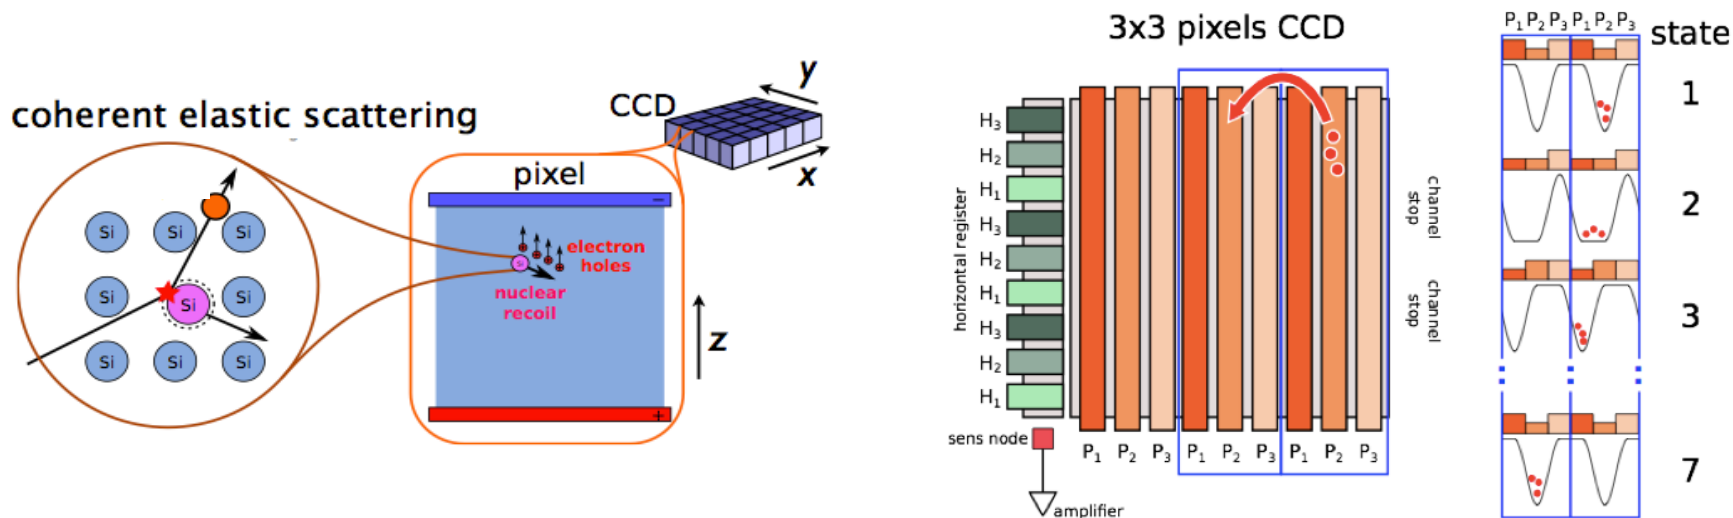 coherent elastic scattering
Si Si Si
Si Si Si
Si Si Si
CCD
y
x
pixel
−
Si
electron
holes
nuclear
recoil
z
+
3x3 pixels CCD
horizontal register
H3
H2
H1
H3
H2
H1
H3
H2
H1
sens node
amplifier
P1 P2 P3 P1 P2 P3 P1 P2 P3
channel
stop
channel
stop
P1 P2 P3 P1 P2 P3 state
1
2
3
7